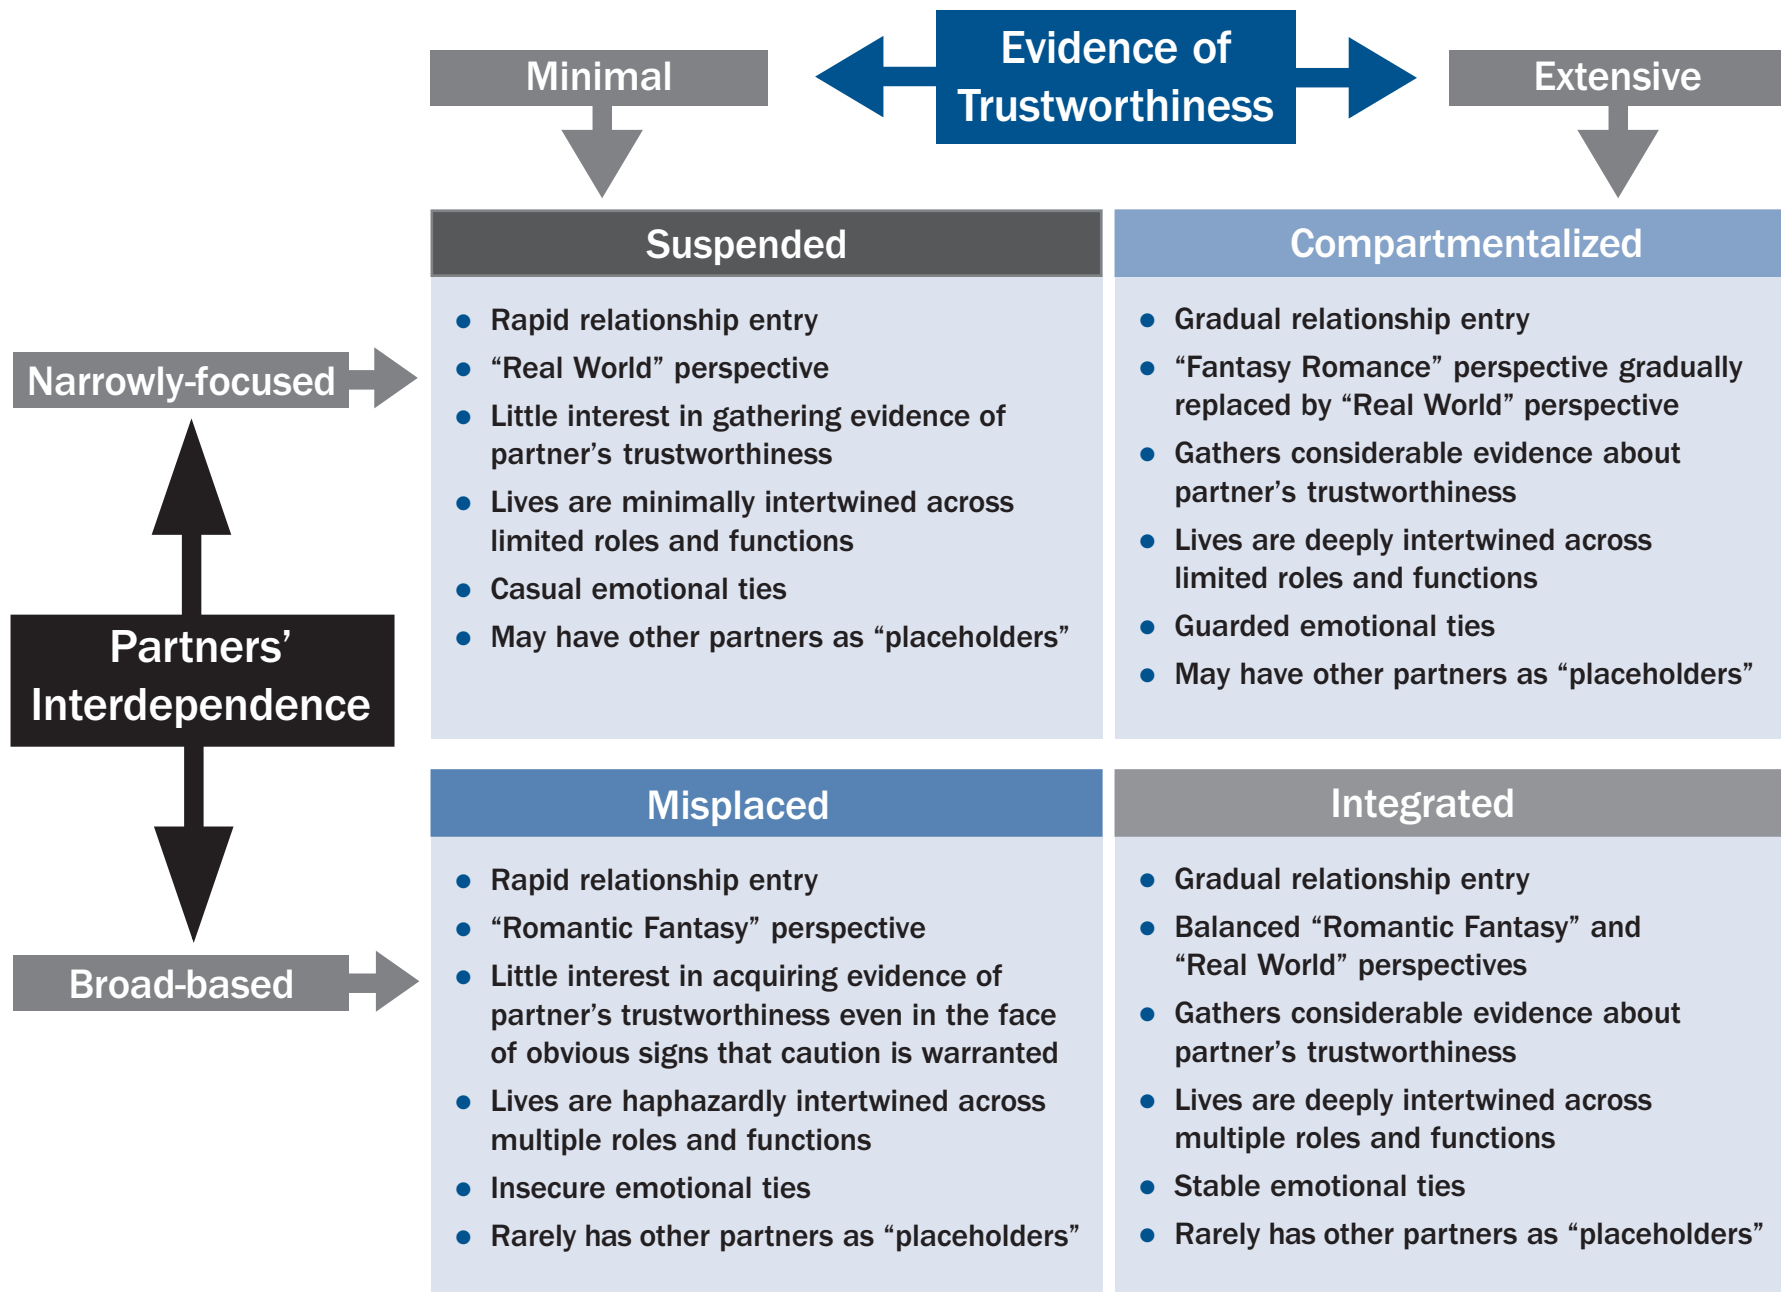 Evidence of
Trustworthiness
Minimal
Extensive
Partners’
Interdependence
Narrowly-focused
Broad-based
Suspended
● Rapid relationship entry
● “Real World” perspective
● Little interest in gathering evidence of
partner’s trustworthiness
● Lives are minimally intertwined across
limited roles and functions
● Casual emotional ties
● May have other partners as “placeholders”
Compartmentalized
● Gradual relationship entry
● “Fantasy Romance” perspective gradually
replaced by “Real World” perspective
● Gathers considerable evidence about
partner’s trustworthiness
● Lives are deeply intertwined across
limited roles and functions
● Guarded emotional ties
● May have other partners as “placeholders”
Misplaced
● Rapid relationship entry
● “Romantic Fantasy” perspective
● Little interest in acquiring evidence of
partner’s trustworthiness even in the face
of obvious signs that caution is warranted
● Lives are haphazardly intertwined across
multiple roles and functions
● Insecure emotional ties
● Rarely has other partners as “placeholders”
Integrated
● Gradual relationship entry
● Balanced “Romantic Fantasy” and
“Real World” perspectives
● Gathers considerable evidence about
partner’s trustworthiness
● Lives are deeply intertwined across
multiple roles and functions
● Stable emotional ties
● Rarely has other partners as “placeholders”